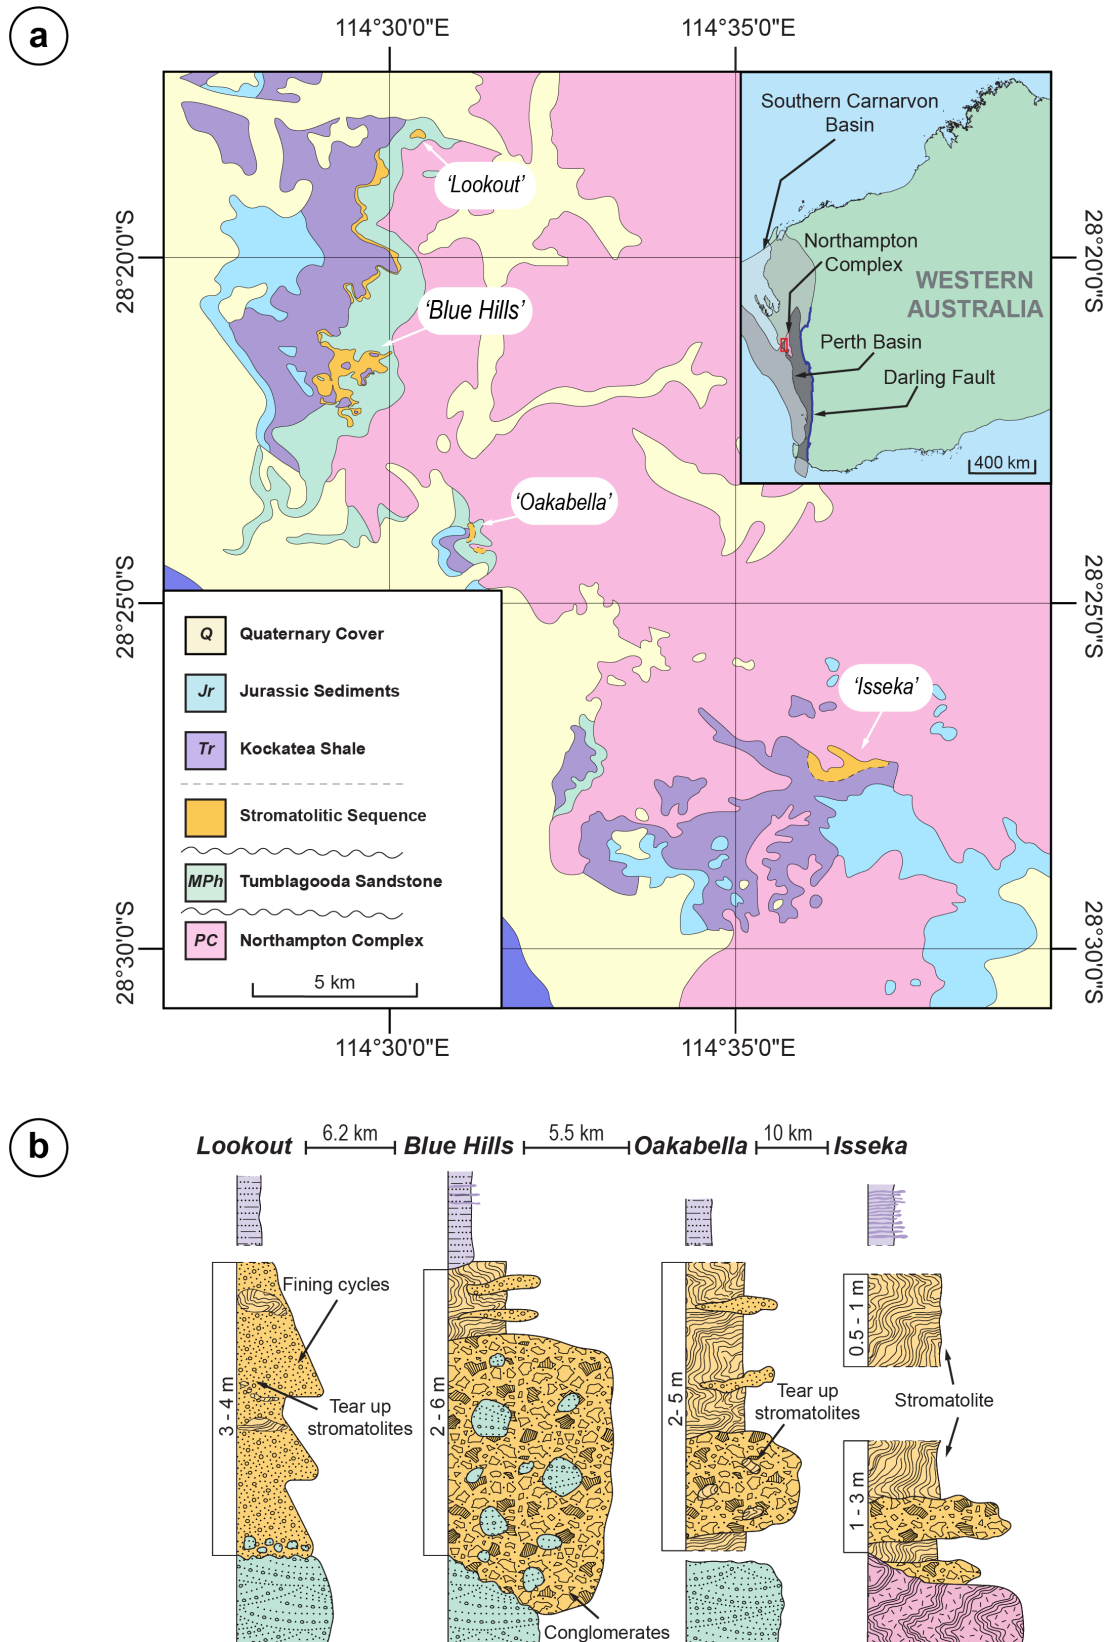 a
114°30'0"E
114°35'0"E
Southern Carnarvon
Basin
'Lookout'
28°20'0"S
28°20'0"S
Northampton
Complex
WESTERN
AUSTRALIA
'Blue Hills'
Perth Basin
Darling Fault
400 km
'Oakabella'
28°25'0"S
28°25'0"S
Q Quaternary Cover
Jr Jurassic Sediments
Tr Kockatea Shale
Stromatolitic Sequence
MPh Tumblagooda Sandstone
PC Northampton Complex
5 km
'Isseka'
28°30'0"S
28°30'0"S
114°30'0"E
114°35'0"E
b
Lookout 6.2 km Blue Hills 5.5 km Oakabella 10 km Isseka
Fining cycles
Tear up
stromatolites
3 - 4 m
2 - 6 m
Conglomerates
2- 5 m
Tear up
stromatolites
0.5 - 1 m
Stromatolite
1 - 3 m